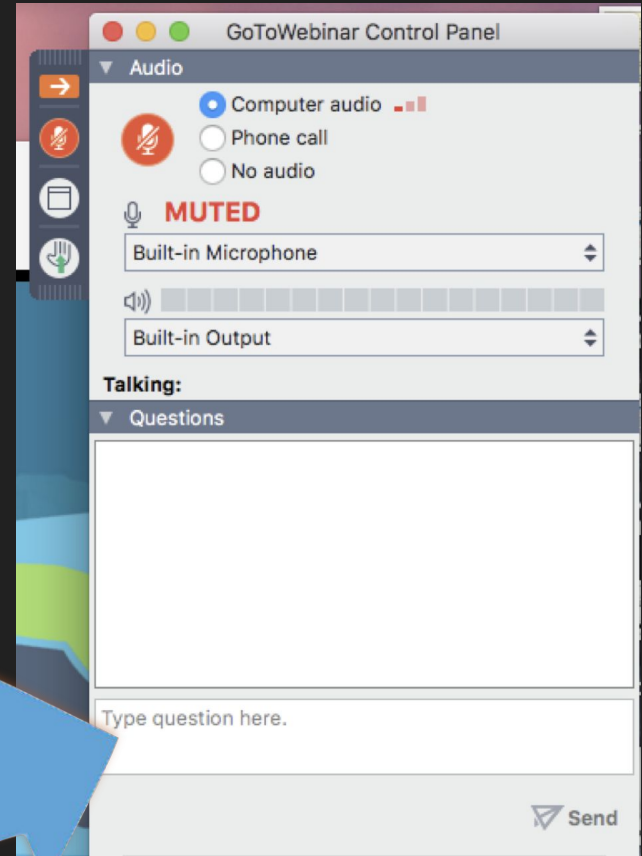 GoToWebinar Control Panel
Audio
Computer audio
Phone call
No audio
MUTED
Built-in Microphone
Built-in Output
Talking:
Questions
Type question here.
Send